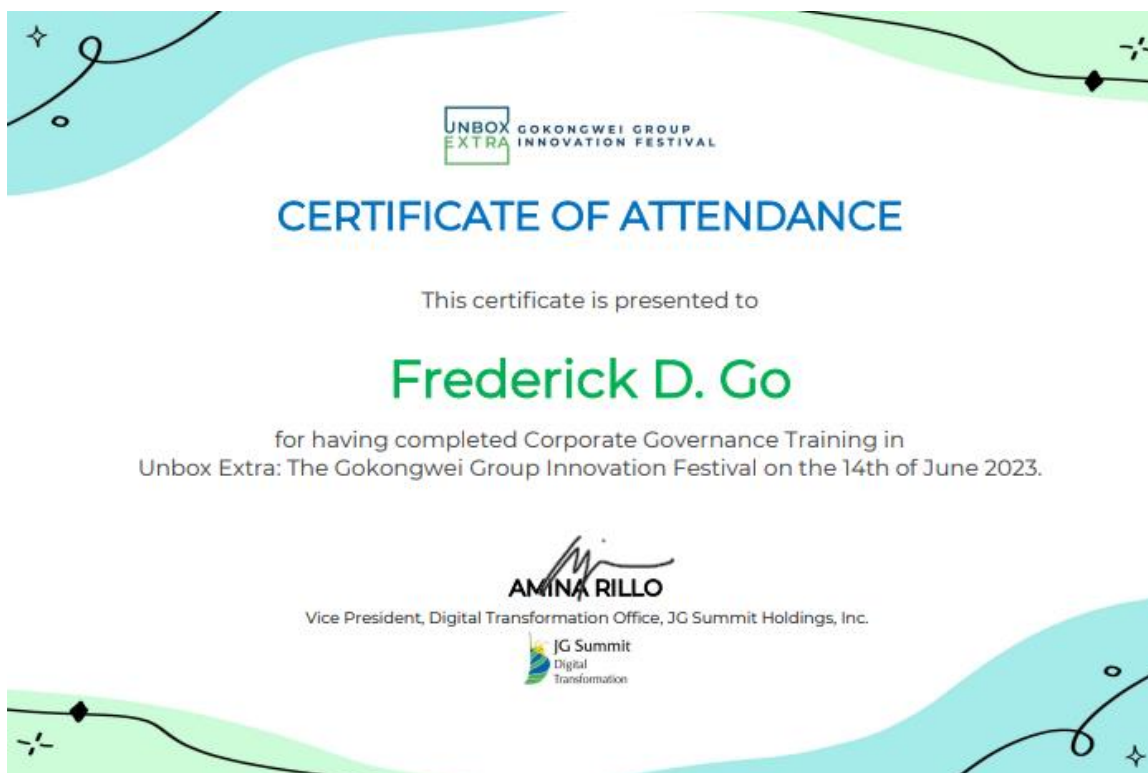 UNBOX
EXTRA
GOKONGWEI GROUP
INNOVATION FESTIVAL
CERTIFICATE OF ATTENDANCE
This certificate is presented to
Frederick D. Go
for having completed Corporate Governance Training in
Unbox Extra: The Gokongwei Group Innovation Festival on the 14th of June 2023.
AMINA RILLO
Vice President, Digital Transformation Office, JG Summit Holdings, Inc.
JG Summit
Digital
Transformation